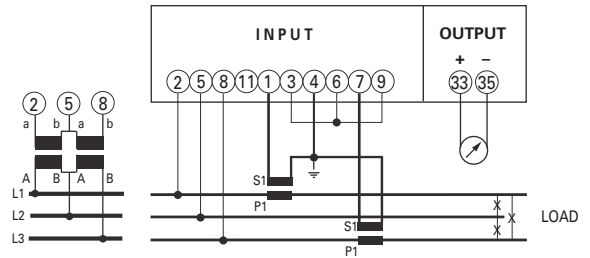 INPUT
OUTPUT
+ −
2 5 8 11 1 3 4 6 7 9
33 35
2 5 8
a b a b
A B A B
S1
P1
L1
L2
L3
S1
P1
X
X
X
LOAD